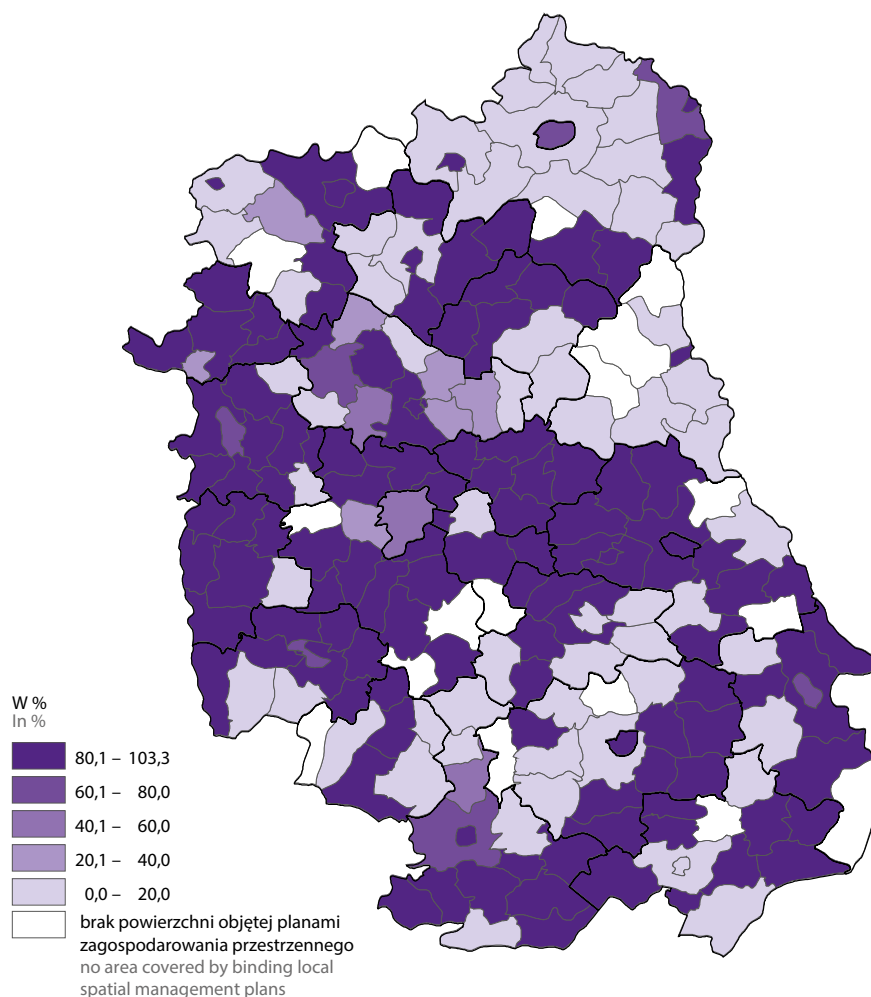 W %
In %
80,1 – 103,3
60,1 – 80,0
40,1 – 60,0
20,1 – 40,0
0,0 – 20,0
brak powierzchni objętej planami
zagospodarowania przestrzennego
no area covered by binding local
spatial management plans